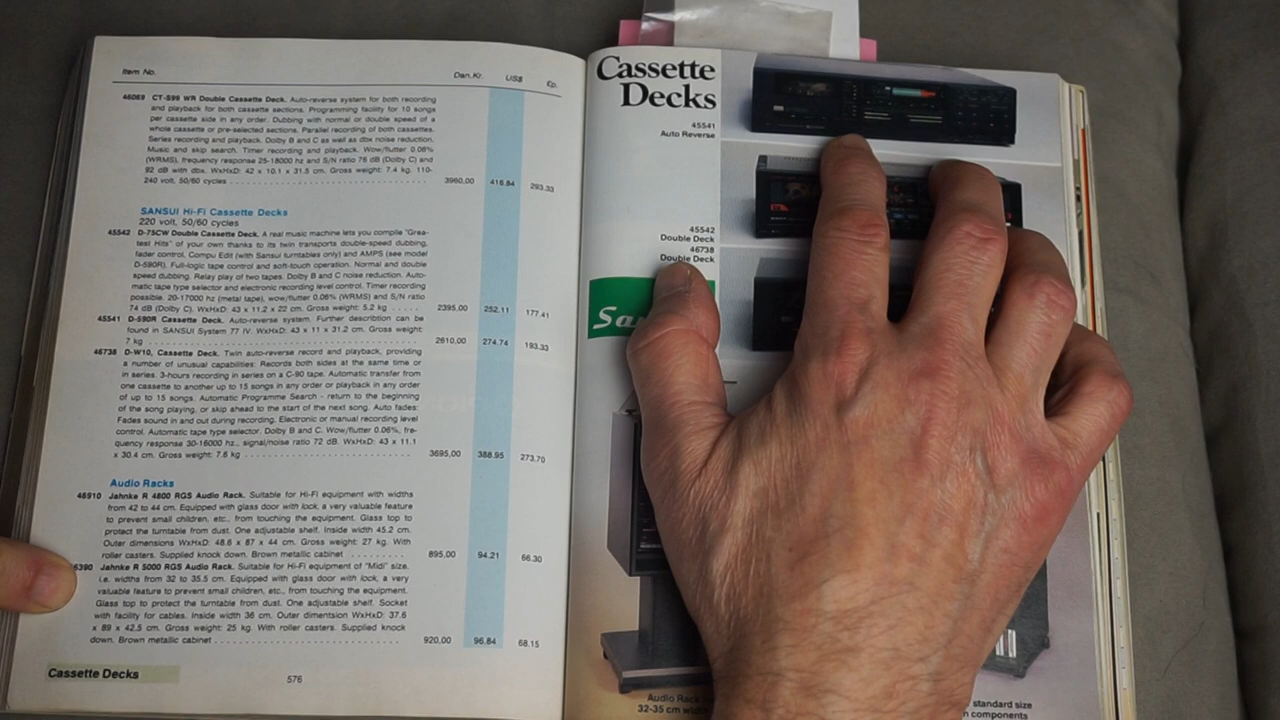 Item No.
Dan.Kr.
US$
£p.
46069 CT-S99 WR Double Cassette Deck. Auto-reverse system for both recording
and playback for both cassette sections. Programming facility for 10 songs
per cassette side in any order. Dubbing with normal or double speed of a
whole cassette or pre-selected sections. Parallel recording of both cassettes.
Series recording and playback. Dolby B and C as well as dbx noise reduction.
Music and skip search. Timer recording and playback. Wow/flutter 0.06%
(WRMS), frequency response 25-18000 hz and S/N ratio 78 dB (Dolby C) and
92 dB with dbx. WxHxD: 42 x 10.1 x 31.5 cm. Gross weight: 7.4 kg. 110-
240 volt, 50/60 cycles . . . . . . . . . . . . . . . . . . . . . . . . . . . . 3960,00 416.84 293.33
SANSUI Hi-Fi Cassette Decks
220 volt, 50/60 cycles
45542 D-75CW Double Cassette Deck. A real music machine lets you compile "Grea-
test Hits" of your own thanks to its twin transports double-speed dubbing,
fader control, Compu Edit (with Sansui turntables only) and AMPS (see model
D-590R). Full-logic tape control and soft-touch operation. Normal and double
speed dubbing. Relay play of two tapes. Dolby B and C noise reduction. Auto-
matic tape type selector and electronic recording level control. Timer recording
possible. 20-17000 hz (metal tape), wow/flutter 0.06% (WRMS) and S/N ratio
74 dB (Dolby C). WxHxD: 43 x 11.2 x 22 cm. Gross weight: 5.2 kg . . . . . 2395,00 252.11 177.41
45541 D-590R Cassette Deck. Auto-reverse system. Further describtion can be
found in SANSUI System 77 IV. WxHxD: 43 x 11 x 31.2 cm. Gross weight:
7 kg . . . . . . . . . . . . . . . . . . . . . . . . . . . . . . . . . . . . . . 2610,00 274.74 193.33
46738 D-W10, Cassette Deck. Twin auto-reverse record and playback, providing
a number of unusual capabilities: Records both sides at the same time or
in series. 3-hours recording in series on a C-90 tape. Automatic transfer from
one cassette to another up to 15 songs in any order or playback in any order
of up to 15 songs. Automatic Programme Search - return to the beginning
of the song playing, or skip ahead to the start of the next song. Auto fades:
Fades sound in and out during recording. Electronic or manual recording level
control. Automatic tape type selector. Dolby B and C. Wow/flutter 0.06%, fre-
quency response 30-16000 hz., signal/noise ratio 72 dB. WxHxD: 43 x 11.1
x 30.4 cm. Gross weight: 7.6 kg . . . . . . . . . . . . . . . . . . . . . . . . 3695,00 388.95 273.70
Audio Racks
46910 Jahnke R 4800 RGS Audio Rack. Suitable for Hi-Fi equipment with widths
from 42 to 44 cm. Equipped with glass door with lock, a very valuable feature
to prevent small children, etc., from touching the equipment. Glass top to
protect the turntable from dust. One adjustable shelf. Inside width 45.2 cm.
Outer dimensions WxHxD: 48.6 x 87 x 44 cm. Gross weight: 27 kg. With
roller casters. Supplied knock down. Brown metallic cabinet . . . . . . . . . 895,00 94.21 66.30
5390 Jahnke R 5000 RGS Audio Rack. Suitable for Hi-Fi equipment of "Midi" size,
i.e. widths from 32 to 35.5 cm. Equipped with glass door with lock, a very
valuable feature to prevent small children, etc., from touching the equipment.
Glass top to protect the turntable from dust. One adjustable shelf. Socket
with facility for cables. Inside width 36 cm. Outer dimentsion WxHxD: 37.6
x 89 x 42,5 cm. Gross weight: 25 kg. With roller casters. Supplied knock
down. Brown metallic cabinet . . . . . . . . . . . . . . . . . . . . . . . . . . 920,00 96.84 68.15
Cassette Decks
576
Cassette
Decks
45541
Auto Reverse
45542
Double Deck
46738
Double Deck
Sa
Audio Rack
32-35 cm
standard size
components